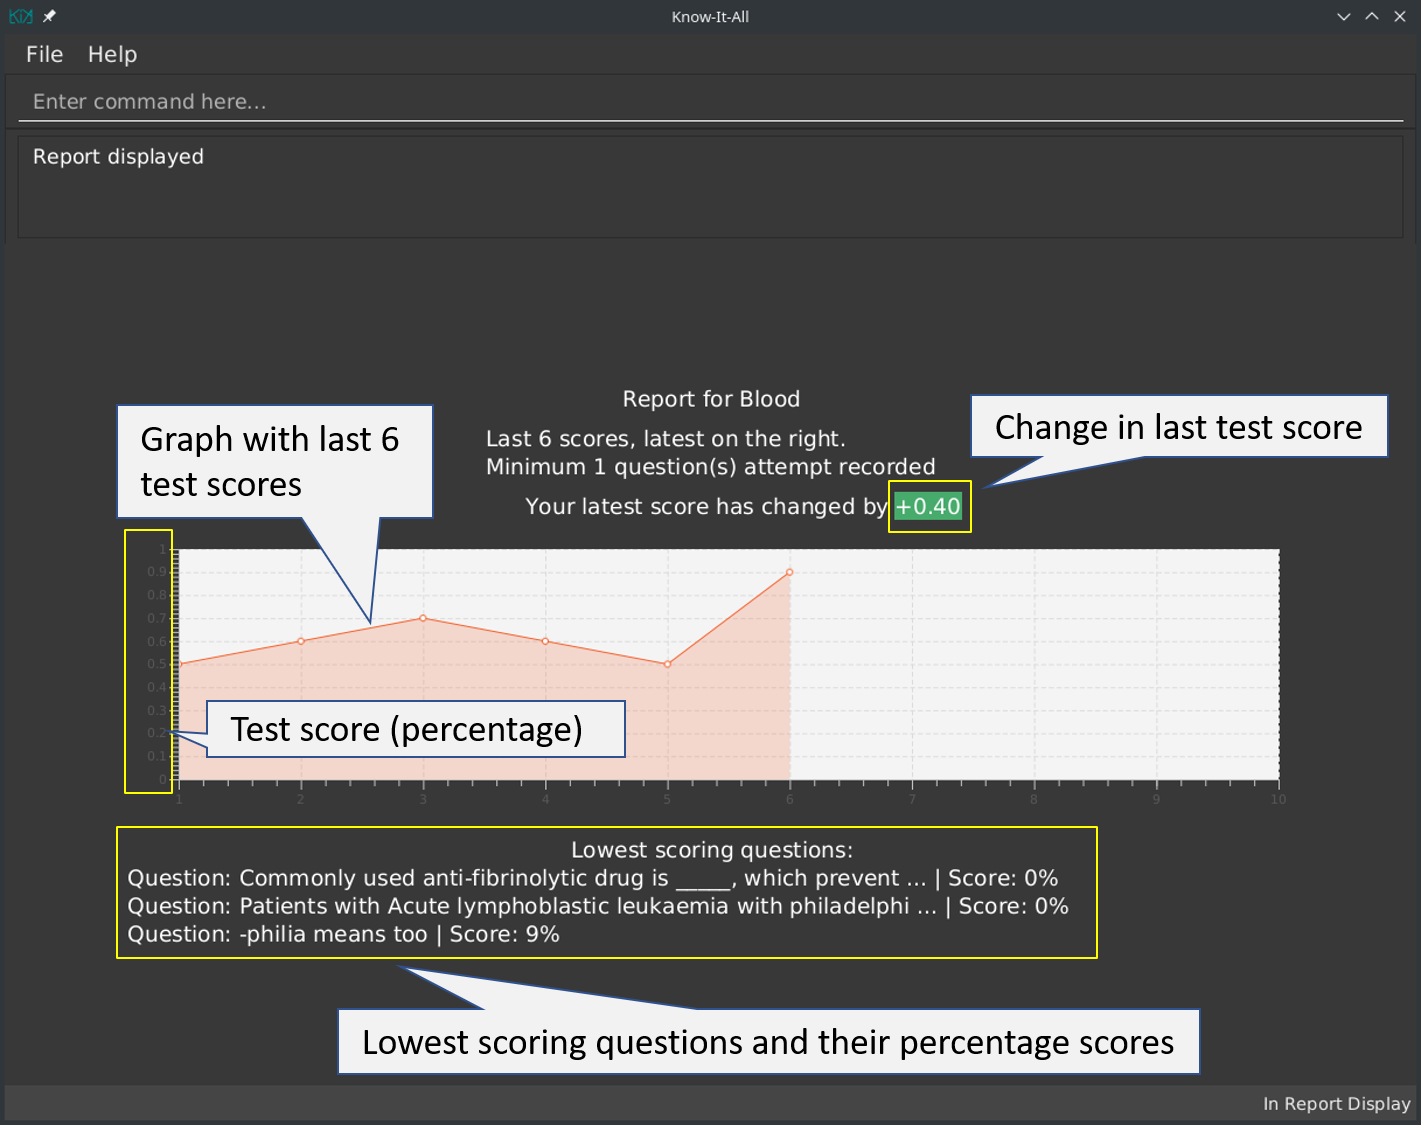 Know-It-All
File Help
Enter command here...
Report displayed
Report for Blood
Last 6 scores, latest on the right.
Minimum 1 question(s) attempt recorded
Your latest score has changed by +0.40
Graph with last 6
test scores
Change in last test score
1
0.9
0.8
0.7
0.6
0.5
0.4
0.3
0.2
0.1
0
Test score (percentage)
1 2 3 4 5 6 7 8 9 10
Lowest scoring questions:
Question: Commonly used anti-fibrinolytic drug is _____, which prevent ... | Score: 0%
Question: Patients with Acute lymphoblastic leukaemia with philadelphi ... | Score: 0%
Question: -philia means too | Score: 9%
Lowest scoring questions and their percentage scores
In Report Display